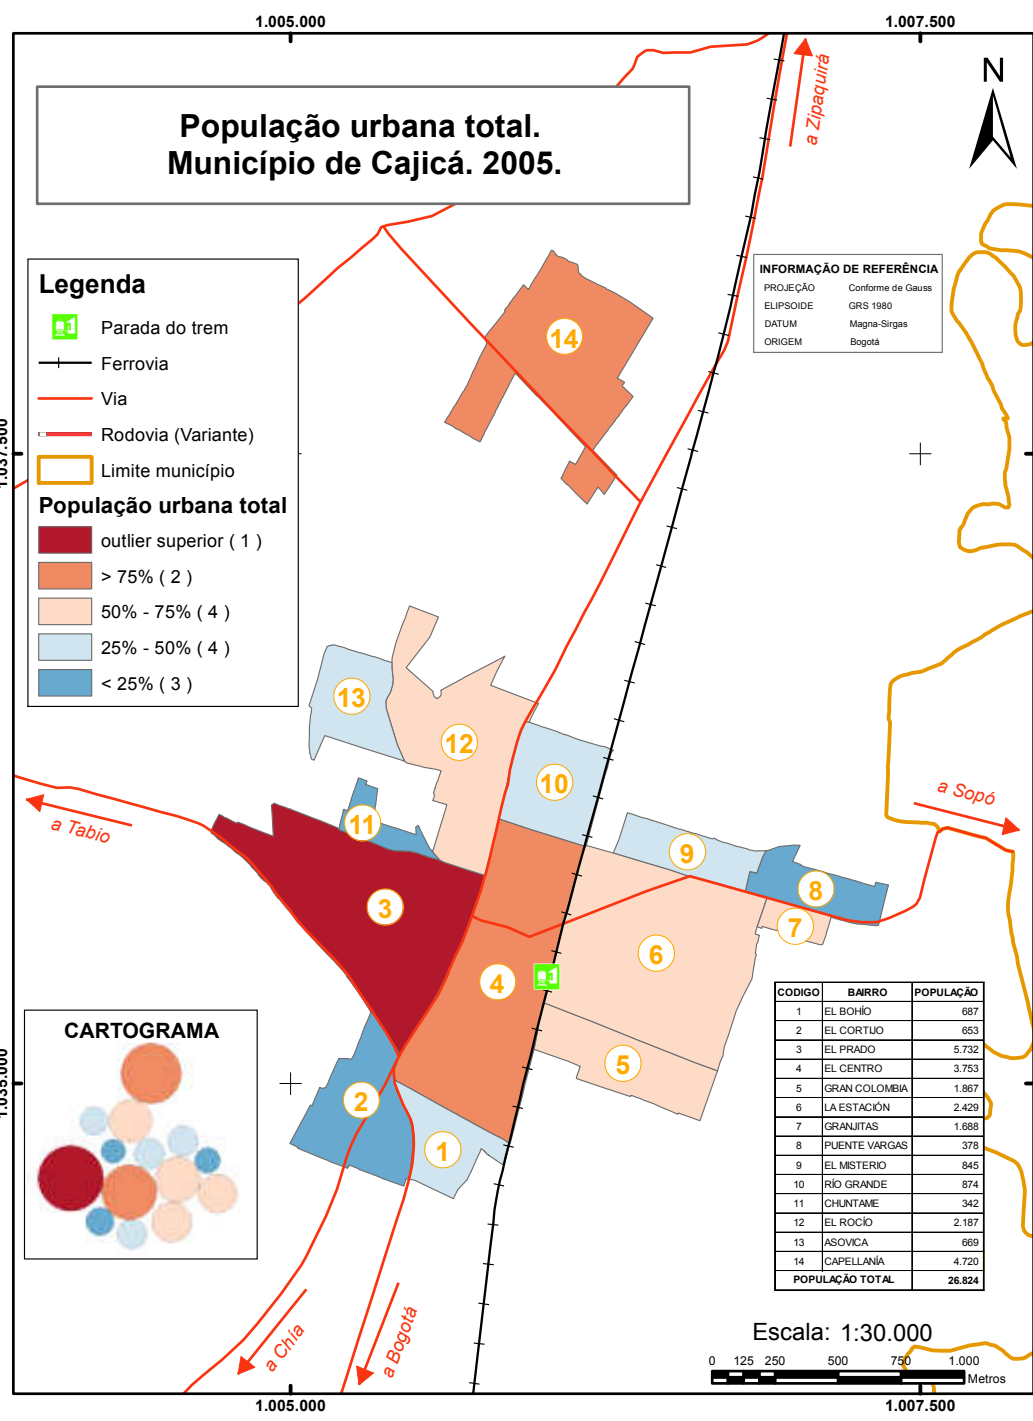 1.005.000
1.007.500
População urbana total.
Município de Cajicá. 2005.
a Zipaquirá
N
INFORMAÇÃO DE REFERÊNCIA
PROJEÇÃO Conforme de Gauss
ELIPSOIDE GRS 1980
DATUM Magna-Sirgas
ORIGEM Bogotá
Legenda
Parada do trem
Ferrovia
Via
Rodovia (Variante)
Limite município
População urbana total
outlier superior ( 1 )
> 75% ( 2 )
50% - 75% ( 4 )
25% - 50% ( 4 )
< 25% ( 3 )
1.037.500
14
13
12
10
11
9
8
7
3
6
4
5
2
1
a Tabio
a Sopó
CARTOGRAMA
1.035.000
CODIGO BAIRRO POPULAÇÃO
1 EL BOHÍO 687
2 EL CORTIJO 653
3 EL PRADO 5.732
4 EL CENTRO 3.753
5 GRAN COLOMBIA 1.867
6 LA ESTACIÓN 2.429
7 GRANJITAS 1.688
8 PUENTE VARGAS 378
9 EL MISTERIO 845
10 RÍO GRANDE 874
11 CHUNTAME 342
12 EL ROCÍO 2.187
13 ASOVICA 669
14 CAPELLANÍA 4.720
POPULAÇÃO TOTAL 26.824
a Chía
a Bogotá
Escala: 1:30.000
0 125 250 500 750 1.000
Metros
1.005.000
1.007.500